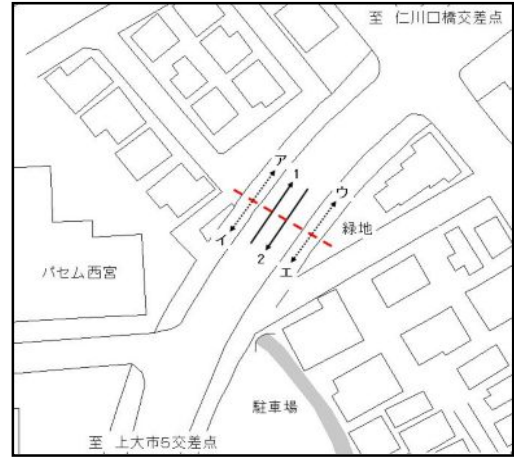 至 仁川口橋交差点
ア
1
ウ
イ
2
エ
緑地
パセム西宮
駐車場
至 上大市5交差点